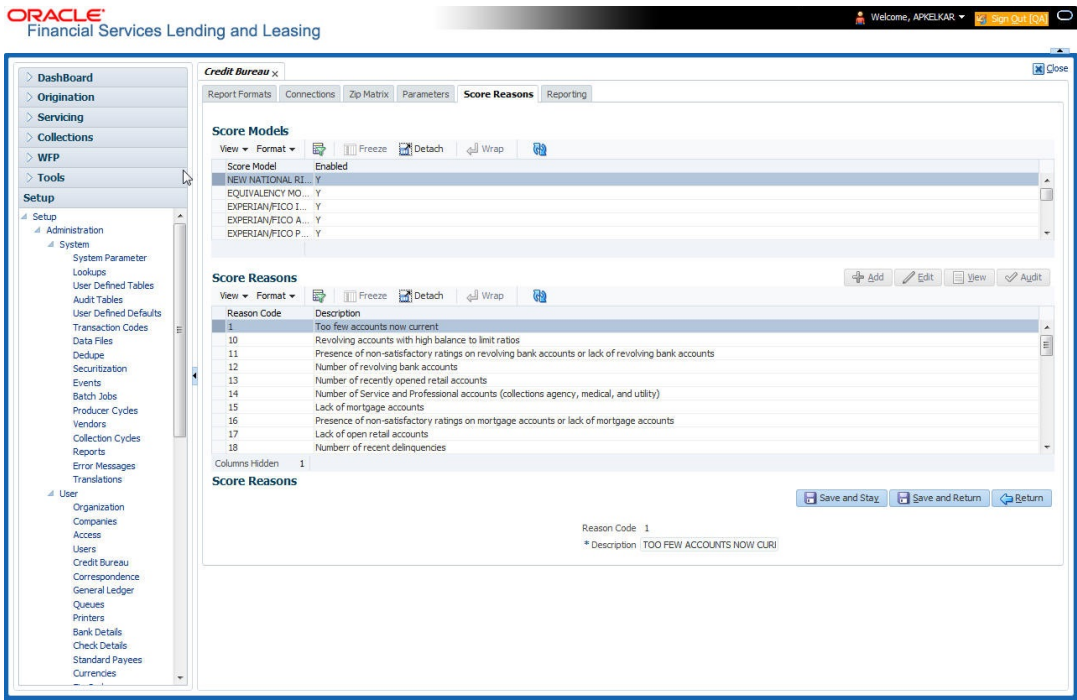 ORACLE
Financial Services Lending and Leasing
Welcome, APKELKAR
Sign Out [QA]
Close
DashBoard
Origination
Servicing
Collections
WFP
Tools
Setup
Setup
Administration
System
System Parameter
Lookups
User Defined Tables
Audit Tables
User Defined Defaults
Transaction Codes
Data Files
Dedupe
Securitization
Events
Batch Jobs
Producer Cycles
Vendors
Collection Cycles
Reports
Error Messages
Translations
User
Organization
Companies
Access
Users
Credit Bureau
Correspondence
General Ledger
Queues
Printers
Bank Details
Check Details
Standard Payees
Currencies
Credit Bureau
Report Formats Connections Zip Matrix Parameters Score Reasons Reporting
Score Models
View Format Freeze Detach Wrap
Score Model Enabled
NEW NATIONAL RI... Y
EQUIVALENCY MO... Y
EXPERIAN/FICO I... Y
EXPERIAN/FICO A... Y
EXPERIAN/FICO P... Y
Score Reasons
Add Edit View Audit
View Format Freeze Detach Wrap
Reason Code Description
1 Too few accounts now current
10 Revolving accounts with high balance to limit ratios
11 Presence of non-satisfactory ratings on revolving bank accounts or lack of revolving bank accounts
12 Number of revolving bank accounts
13 Number of recently opened retail accounts
14 Number of Service and Professional accounts (collections agency, medical, and utility)
15 Lack of mortgage accounts
16 Presence of non-satisfactory ratings on mortgage accounts or lack of mortgage accounts
17 Lack of open retail accounts
18 Numberr of recent delinquencies
Columns Hidden 1
Score Reasons
Save and Stay Save and Return Return
Reason Code 1
* Description TOO FEW ACCOUNTS NOW CURI